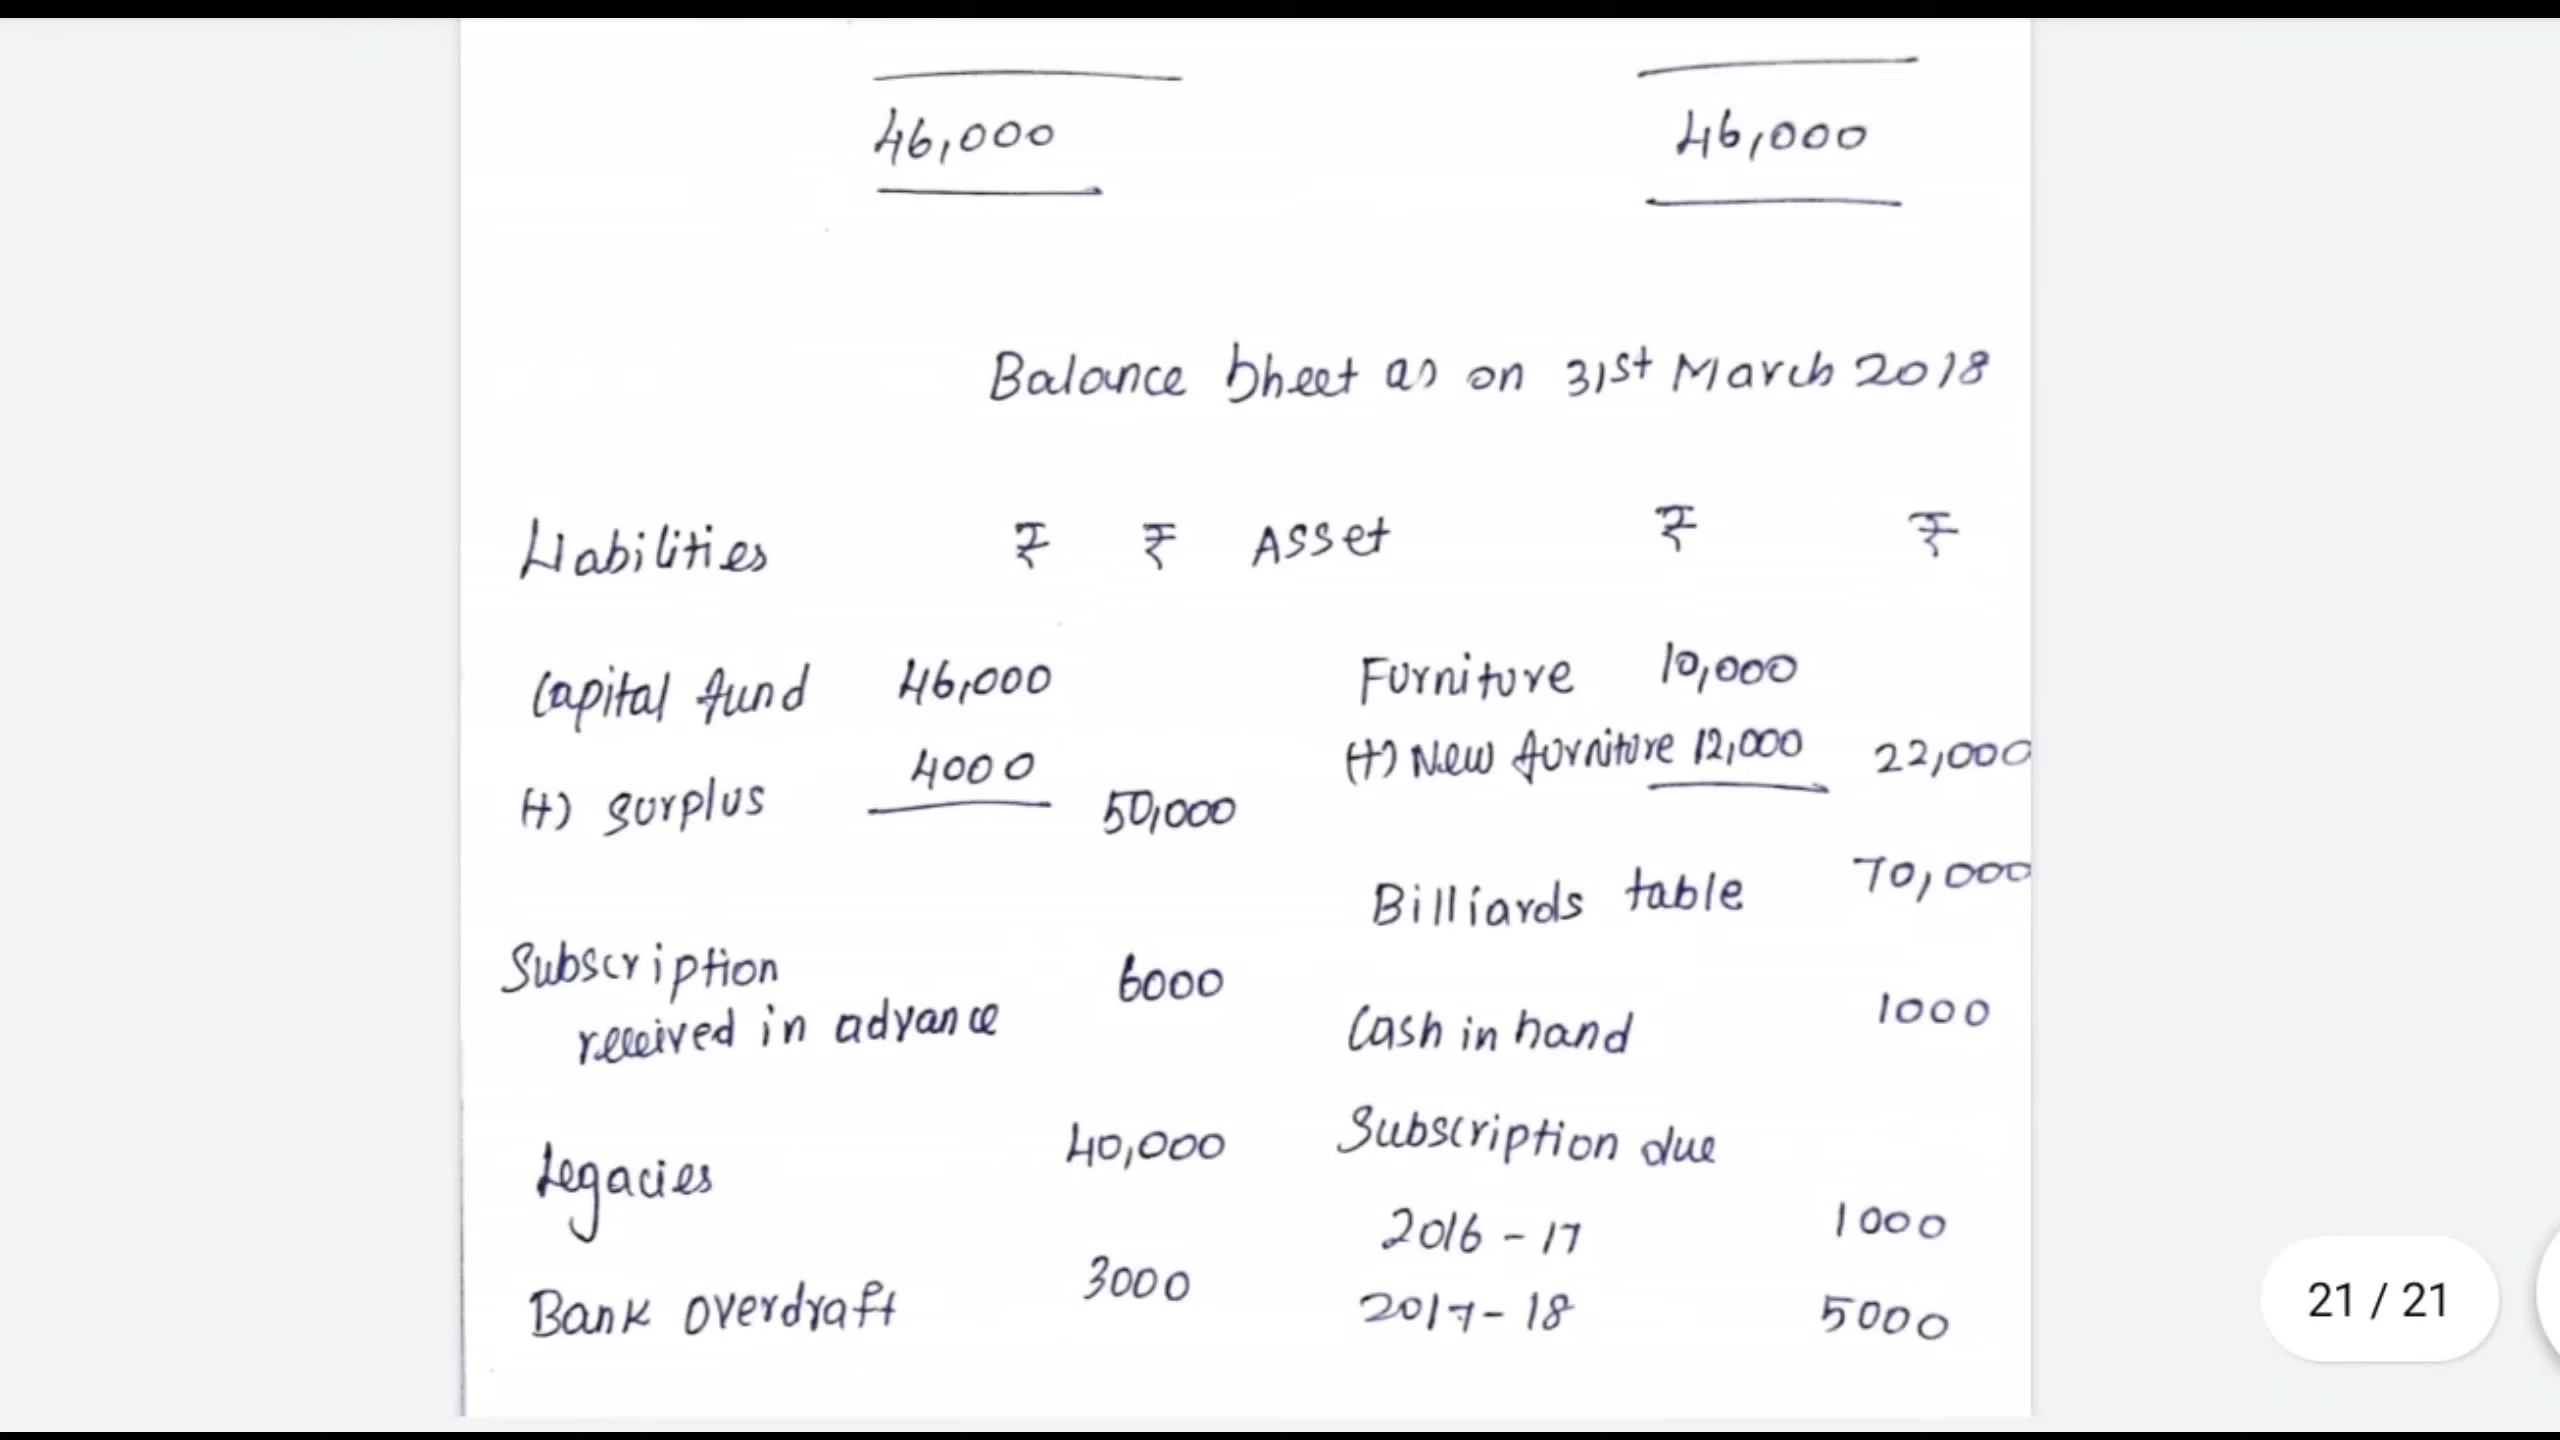 46,000 46,000
Balance Sheet as on 31st March 2018
Liabilities ₹ ₹ Asset ₹ ₹
Capital fund 46,000 Furniture 10,000
(+) Surplus 4000 50,000 (+) New furniture 12,000 22,000
Billiards table 70,000
Subscription
received in advance 6000 Cash in hand 1000
Legacies 40,000 Subscription due
2016 - 17 1000
Bank overdraft 3000 2017 - 18 5000
21 / 21